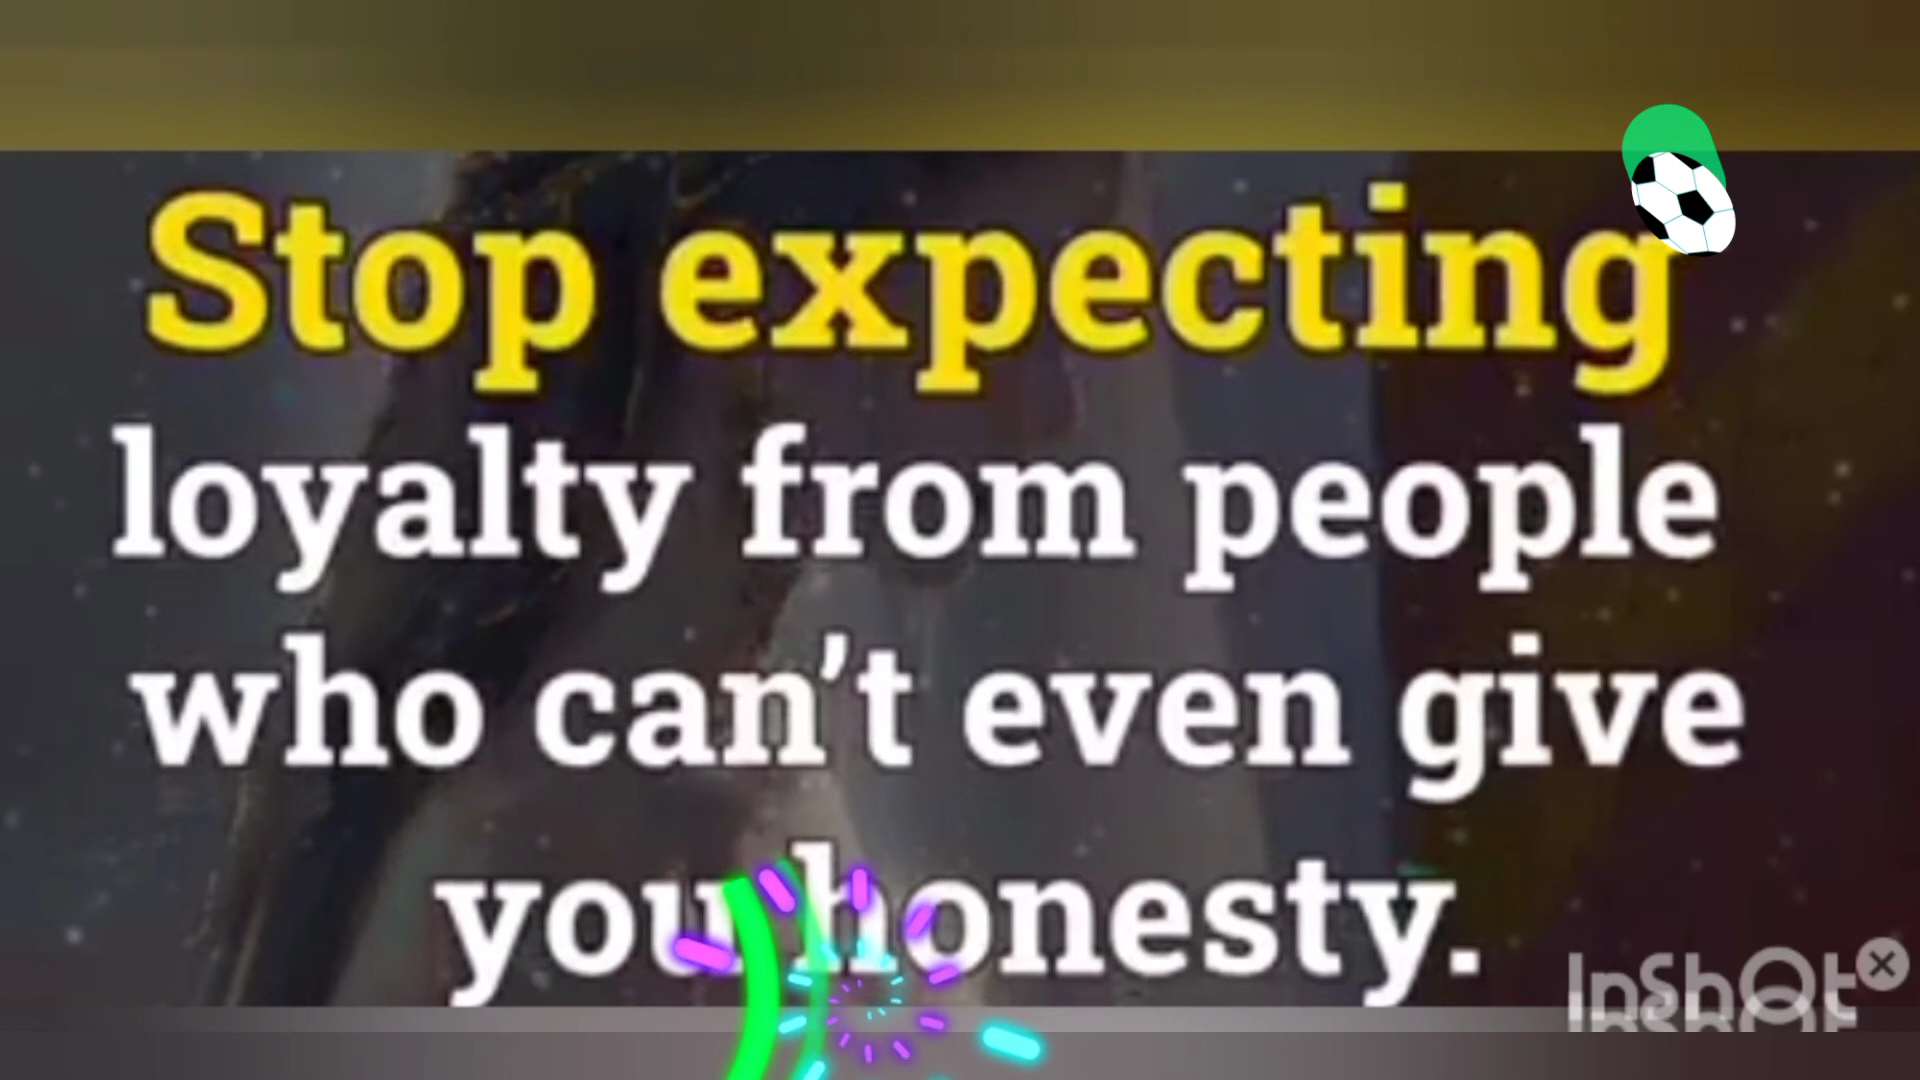 Stop expecting
loyalty from people
who can't even give
you honesty.
InShOt